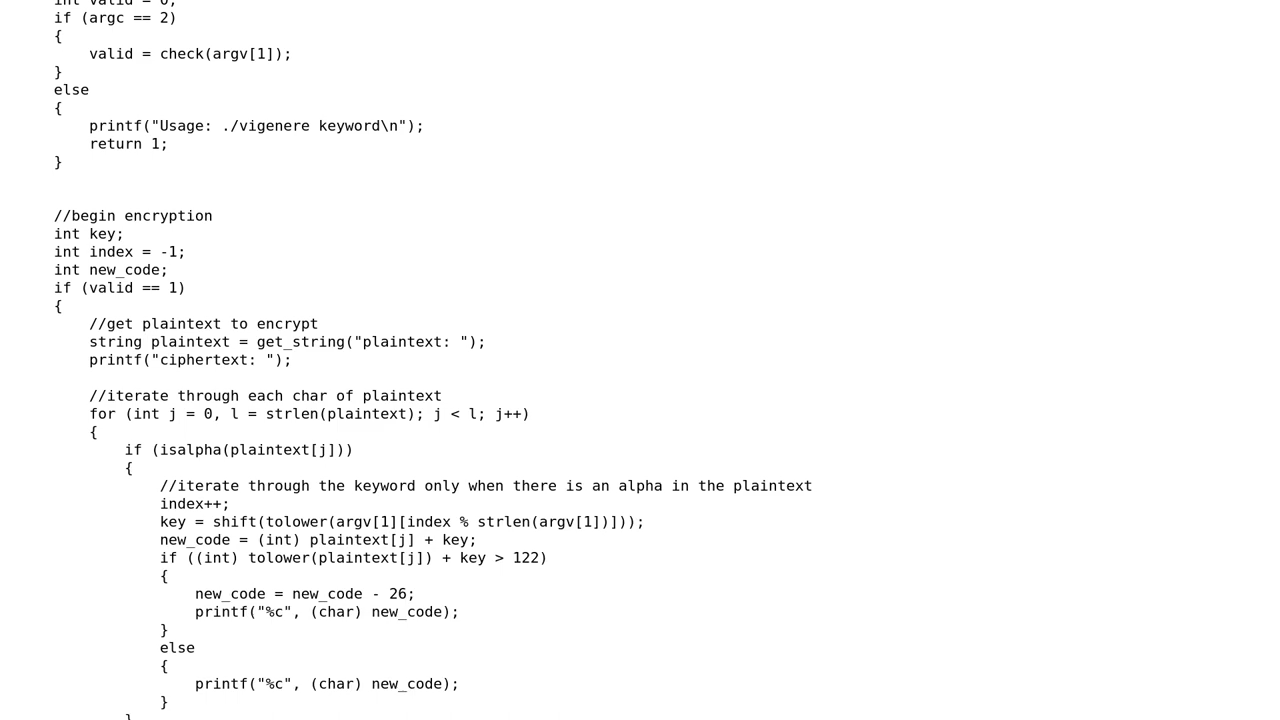 int valid = 0;
    if (argc == 2)
    {
        valid = check(argv[1]);
    }
    else
    {
        printf("Usage: ./vigenere keyword\n");
        return 1;
    }


    //begin encryption
    int key;
    int index = -1;
    int new_code;
    if (valid == 1)
    {
        //get plaintext to encrypt
        string plaintext = get_string("plaintext: ");
        printf("ciphertext: ");

        //iterate through each char of plaintext
        for (int j = 0, l = strlen(plaintext); j < l; j++)
        {
            if (isalpha(plaintext[j]))
            {
                //iterate through the keyword only when there is an alpha in the plaintext
                index++;
                key = shift(tolower(argv[1][index % strlen(argv[1])]));
                new_code = (int) plaintext[j] + key;
                if ((int) tolower(plaintext[j]) + key > 122)
                {
                    new_code = new_code - 26;
                    printf("%c", (char) new_code);
                }
                else
                {
                    printf("%c", (char) new_code);
                }
            }